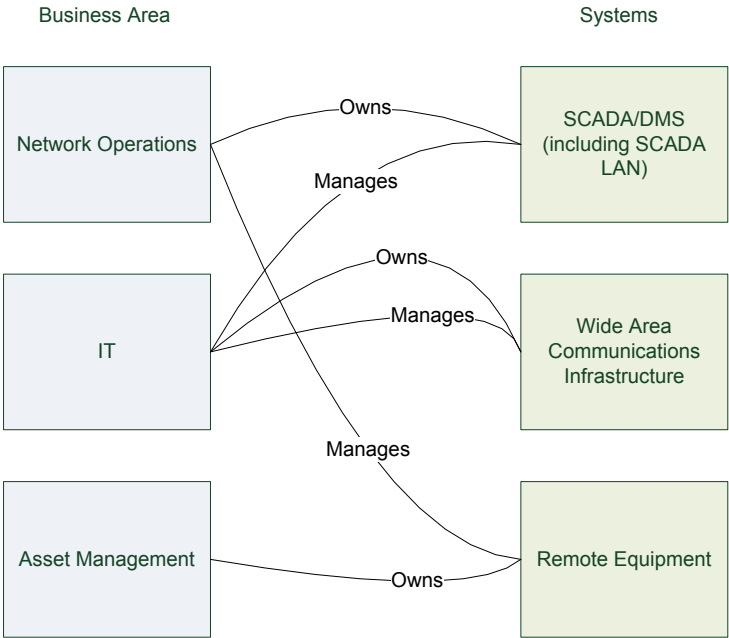 Business Area
Systems
Network Operations
Owns
SCADA/DMS
(including SCADA
LAN)
Manages
IT
Owns
Manages
Wide Area
Communications
Infrastructure
Manages
Asset Management
Owns
Remote Equipment